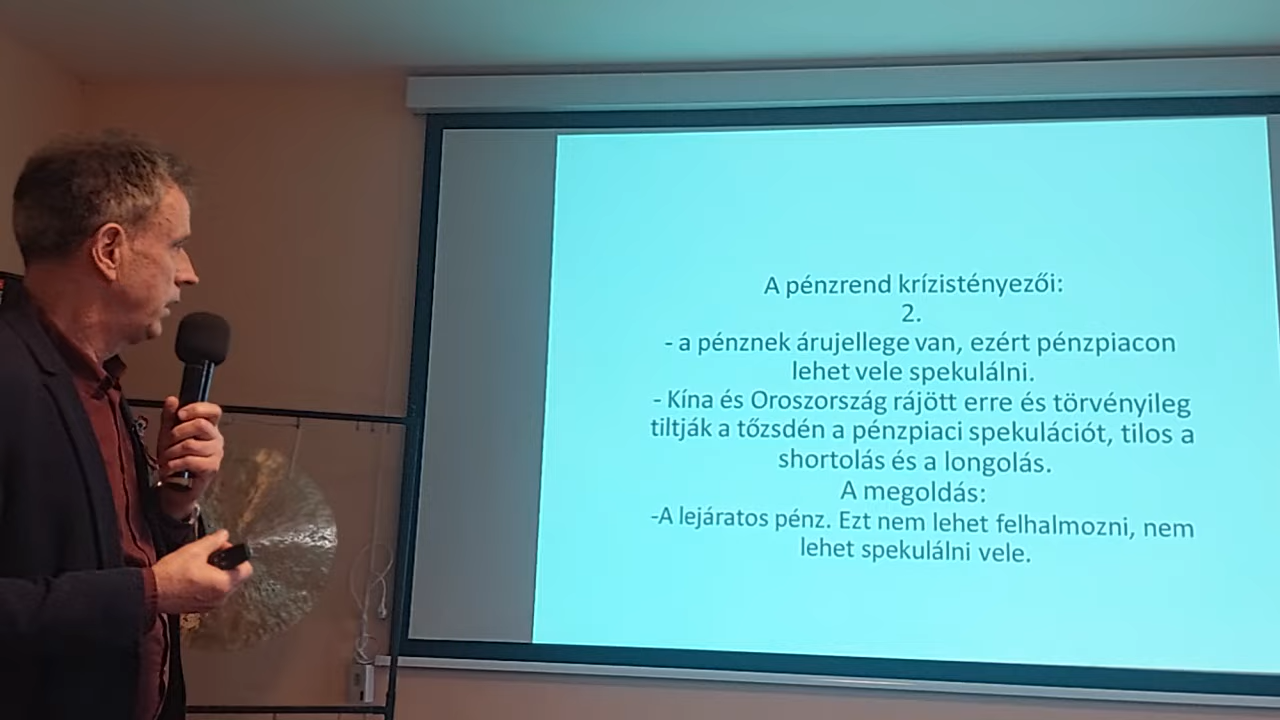 A pénzrend krízistényezői:
2.
- a pénznek árujellege van, ezért pénzpiacon
lehet vele spekulálni.
- Kína és Oroszország rájött erre és törvényileg
tiltják a tőzsdén a pénzpiaci spekulációt, tilos a
shortolás és a longolás.
A megoldás:
-A lejáratos pénz. Ezt nem lehet felhalmozni, nem
lehet spekulálni vele.